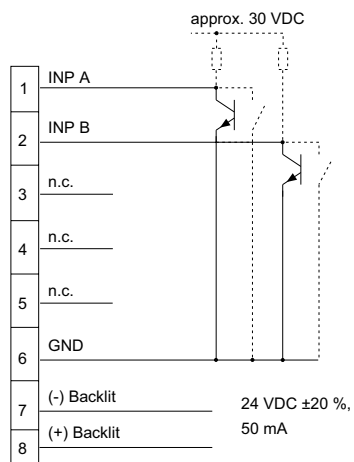 approx. 30 VDC
1 INP A
2 INP B
3 n.c.
4 n.c.
5 n.c.
6 GND
7 (-) Backlit
8 (+) Backlit
24 VDC ±20 %,
50 mA